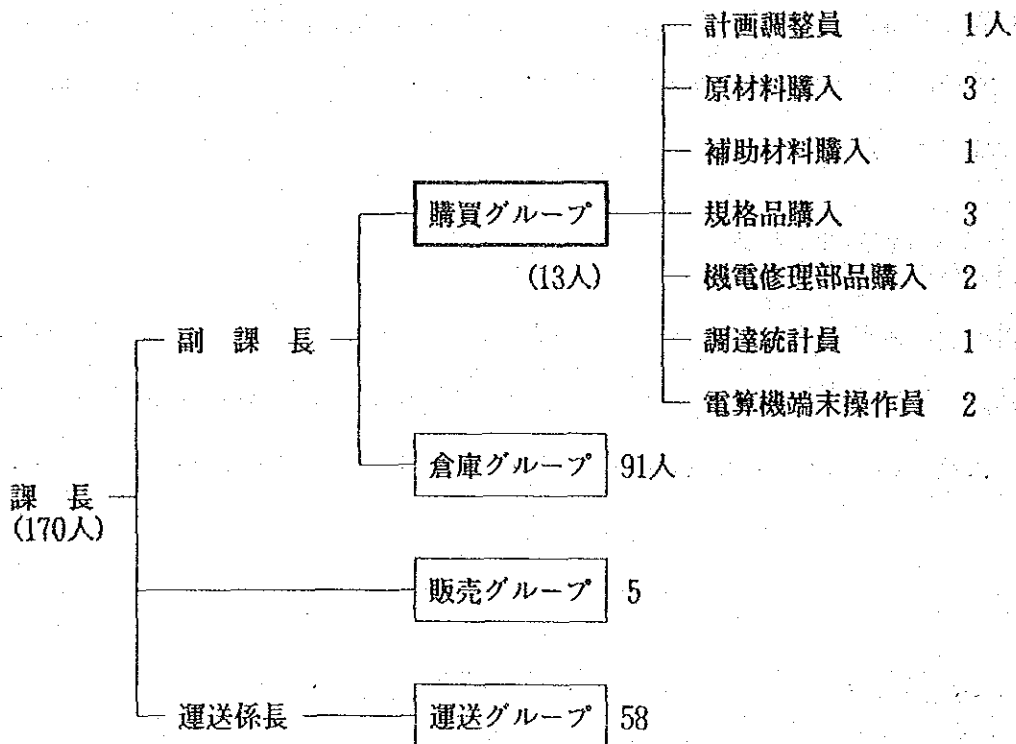 計画調整員 1人
原材料購入 3
補助材料購入 1
購買グループ
規格品購入 3
(13人)
機電修理部品購入 2
副課長
調達統計員 1
電算機端末操作員 2
倉庫グループ 91人
課長
(170人)
販売グループ 5
運送係長
運送グループ 58